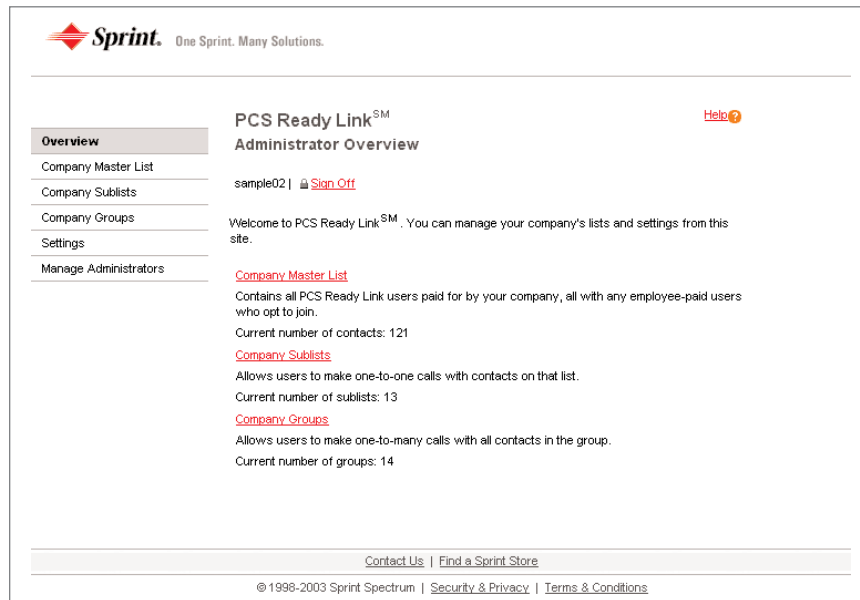 Sprint. One Sprint. Many Solutions.
PCS Ready Link SM
Help ?
Administrator Overview
Overview
Company Master List
Company Sublists
Company Groups
Settings
Manage Administrators
sample02 | Sign Off
Welcome to PCS Ready Link SM . You can manage your company's lists and settings from this
site.
Company Master List
Contains all PCS Ready Link users paid for by your company, all with any employee-paid users
who opt to join.
Current number of contacts: 121
Company Sublists
Allows users to make one-to-one calls with contacts on that list.
Current number of sublists: 13
Company Groups
Allows users to make one-to-many calls with all contacts in the group.
Current number of groups: 14
Contact Us | Find a Sprint Store
© 1998-2003 Sprint Spectrum | Security & Privacy | Terms & Conditions